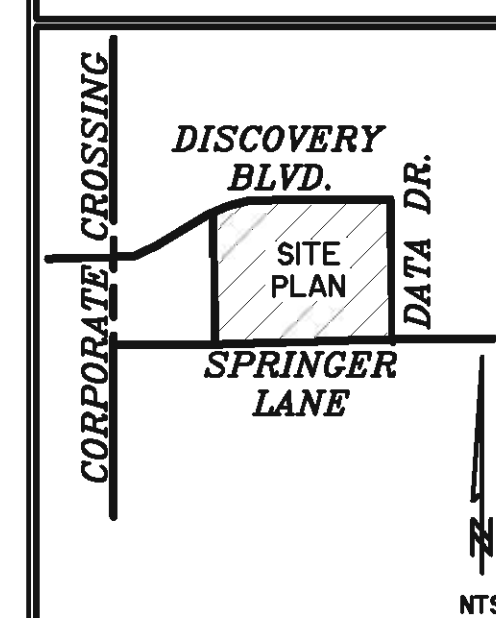 CORPORATE CROSSING
DISCOVERY
BLVD.
DATA DR.
SITE
PLAN
SPRINGER
LANE
N
NTS